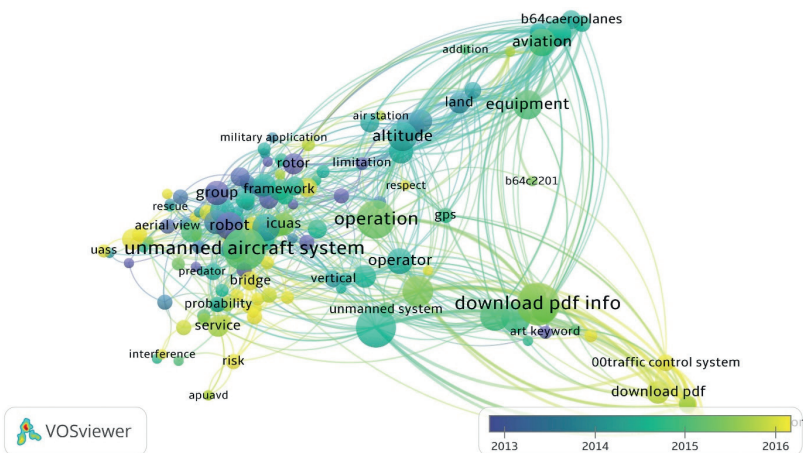 b64caeroplanes
aviation
addition
land
equipment
air station
altitude
military application
limitation
rotor
b64c2201
respect
framework
group
rescue
gps
operation
aerial view
robot
icuas
uass
unmanned aircraft system
operator
predator
bridge
vertical
probability
download pdf info
unmanned system
service
art keyword
interference
risk
00traffic control system
apuavd
download pdf
VOSviewer
or
2013
2014
2015
2016